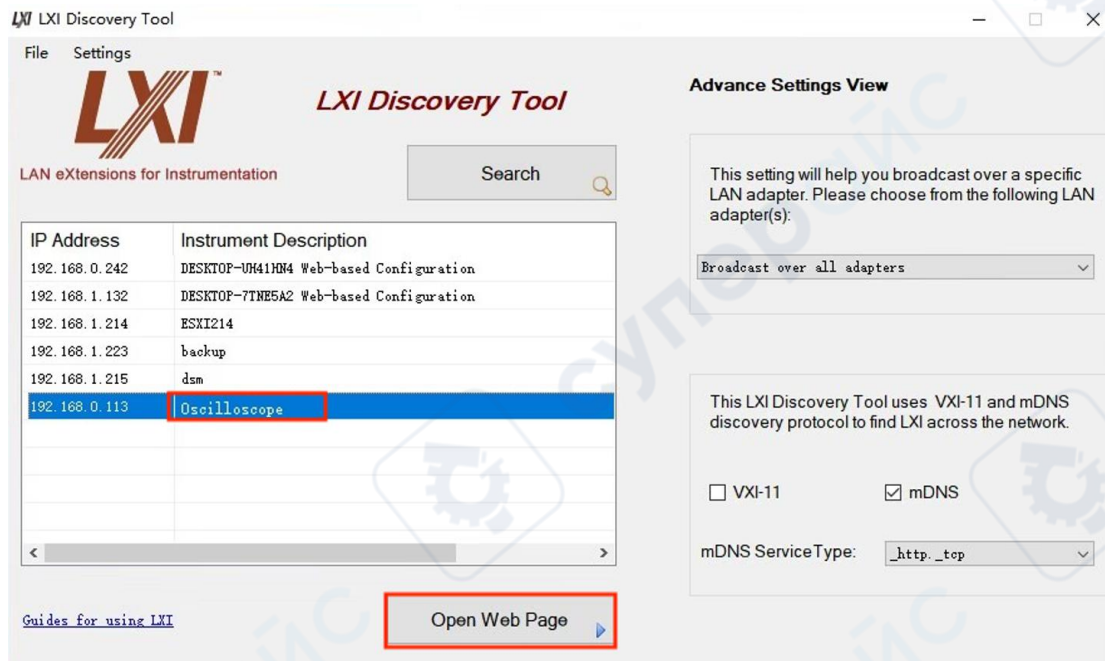 LXI LXI Discovery Tool
File Settings
LXI™
LAN eXtensions for Instrumentation
LXI Discovery Tool
Search
IP Address Instrument Description
192.168.0.242 DESKTOP-UH41HN4 Web-based Configuration
192.168.1.132 DESKTOP-7TNE5A2 Web-based Configuration
192.168.1.214 ESXI214
192.168.1.223 backup
192.168.1.215 dsm
192.168.0.113 Oscilloscope
Guides for using LXI
Open Web Page
Advance Settings View
This setting will help you broadcast over a specific
LAN adapter. Please choose from the following LAN
adapter(s):
Broadcast over all adapters
This LXI Discovery Tool uses VXI-11 and mDNS
discovery protocol to find LXI across the network.
VXI-11 mDNS
mDNS ServiceType: _http._tcp
суперайс